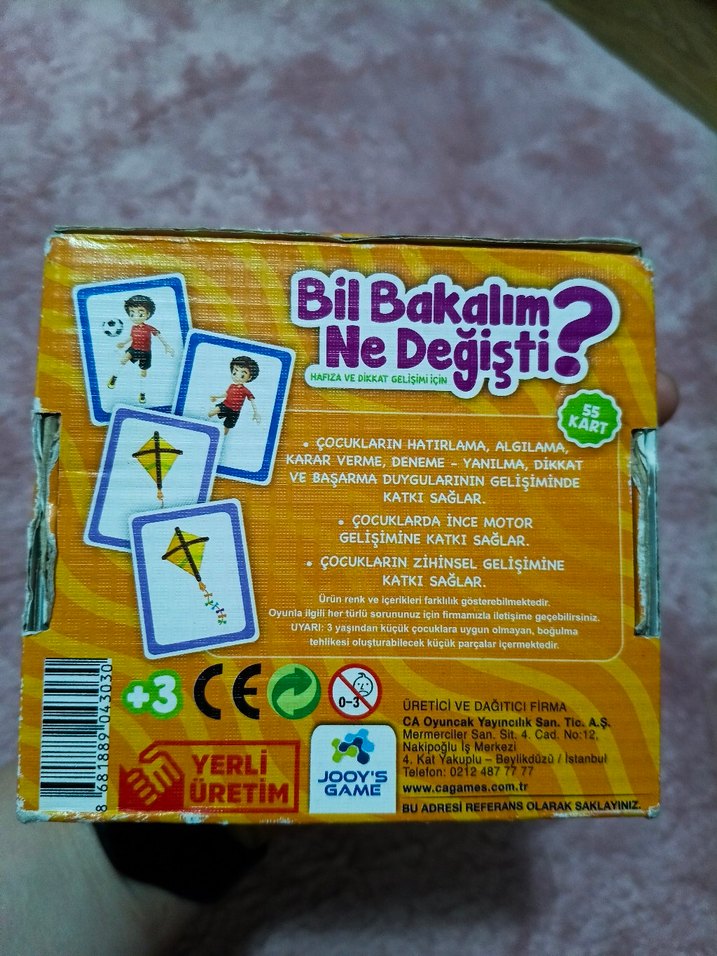 Bil Bakalım
Ne Değişti?
HAFIZA VE DİKKAT GELİŞİMİ İÇİN
55
KART
• ÇOCUKLARIN HATIRLAMA, ALGILAMA,
KARAR VERME, DENEME - YANILMA, DİKKAT
VE BAŞARMA DUYGULARININ GELİŞİMİNDE
KATKI SAĞLAR.
• ÇOCUKLARDA İNCE MOTOR
GELİŞİMİNE KATKI SAĞLAR.
• ÇOCUKLARIN ZİHİNSEL GELİŞİMİNE
KATKI SAĞLAR.
Ürün renk ve içerikleri farklılık gösterebilmektedir.
Oyunla ilgili her türlü sorununuz için firmamızla iletişime geçebilirsiniz.
UYARI: 3 yaşından küçük çocuklara uygun olmayan, boğulma
tehlikesi oluşturabilecek küçük parçalar içermektedir.
8 681889 043030
+3
CE
0-3
YERLİ
ÜRETİM
JOOY'S
GAME
ÜRETİCİ VE DAĞITICI FİRMA
CA Oyuncak Yayıncılık San. Tic. A.Ş.
Mermerciler San. Sit. 4. Cad. No:12,
Nakipoğlu İş Merkezi
4. Kat Yakuplu – Beylikdüzü / İstanbul
Telefon: 0212 487 77 77
www.cagames.com.tr
BU ADRESİ REFERANS OLARAK SAKLAYINIZ.